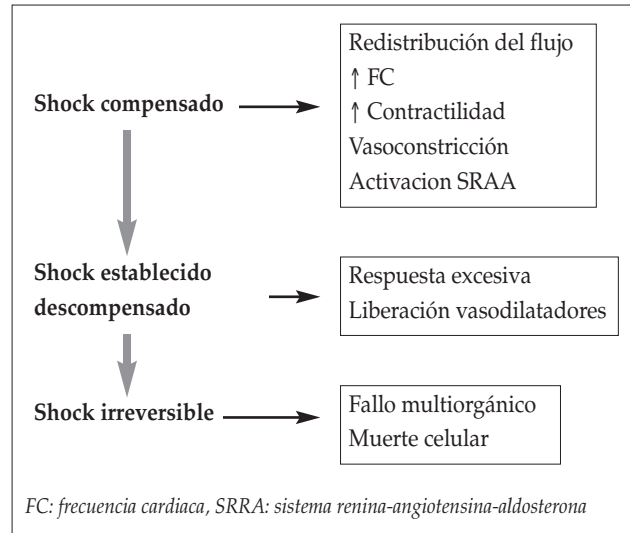 Shock compensado
Redistribución del flujo
↑ FC
↑ Contractilidad
Vasoconstricción
Activacion SRAA
Shock establecido
descompensado
Respuesta excesiva
Liberación vasodilatadores
Shock irreversible
Fallo multiorgánico
Muerte celular
FC: frecuencia cardiaca, SRRA: sistema renina-angiotensina-aldosterona